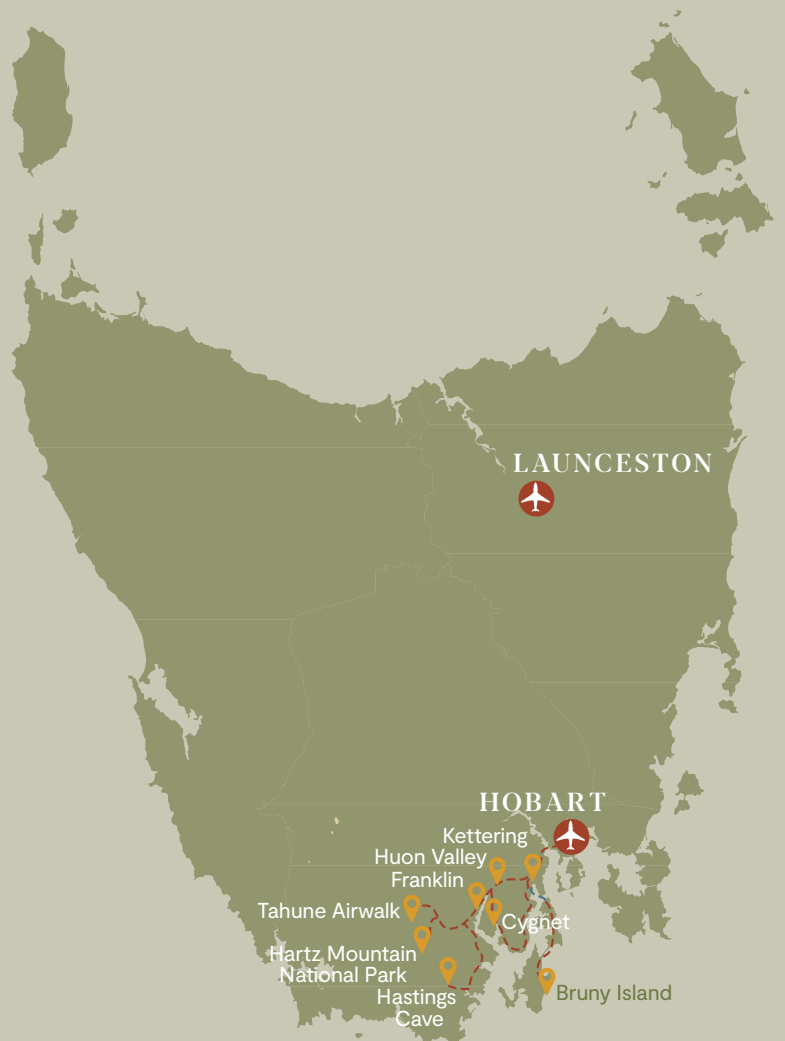 LAUNCESTON
HOBART
Kettering
Huon Valley
Franklin
Tahune Airwalk
Cygnet
Hartz Mountain
National Park
Hastings
Cave
Bruny Island